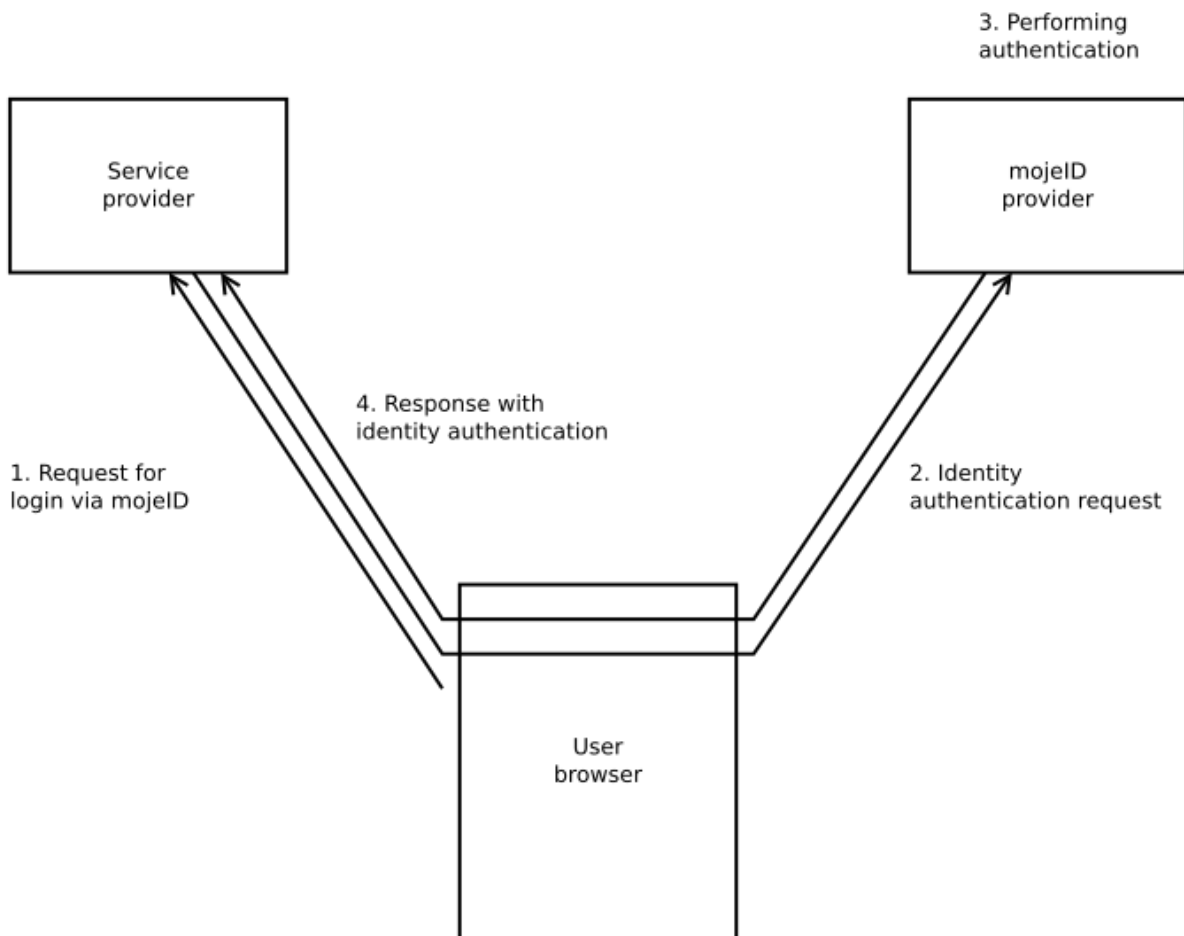 3. Performing
authentication
Service
provider
mojeID
provider
4. Response with
identity authentication
1. Request for
login via mojeID
2. Identity
authentication request
User
browser